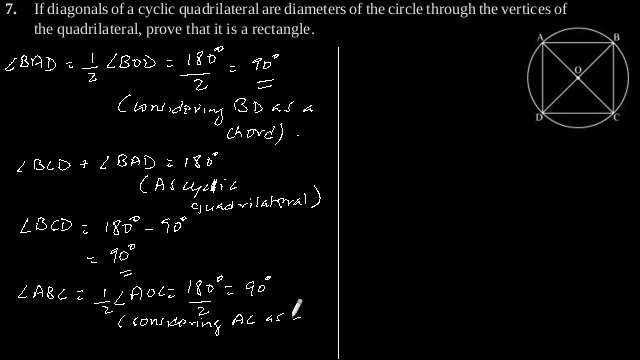 7. If diagonals of a cyclic quadrilateral are diameters of the circle through the vertices of
the quadrilateral, prove that it is a rectangle.
A B
O
D C
∠BAD = 1/2 ∠BOD = 180°/2 = 90°
(Considering BD as a
chord).
∠BCD + ∠BAD = 180°
(As cyclic
quadrilateral)
∠BCD = 180° - 90°
= 90°
∠ABC = 1/2 ∠AOC = 180°/2 = 90°
(considering AC as